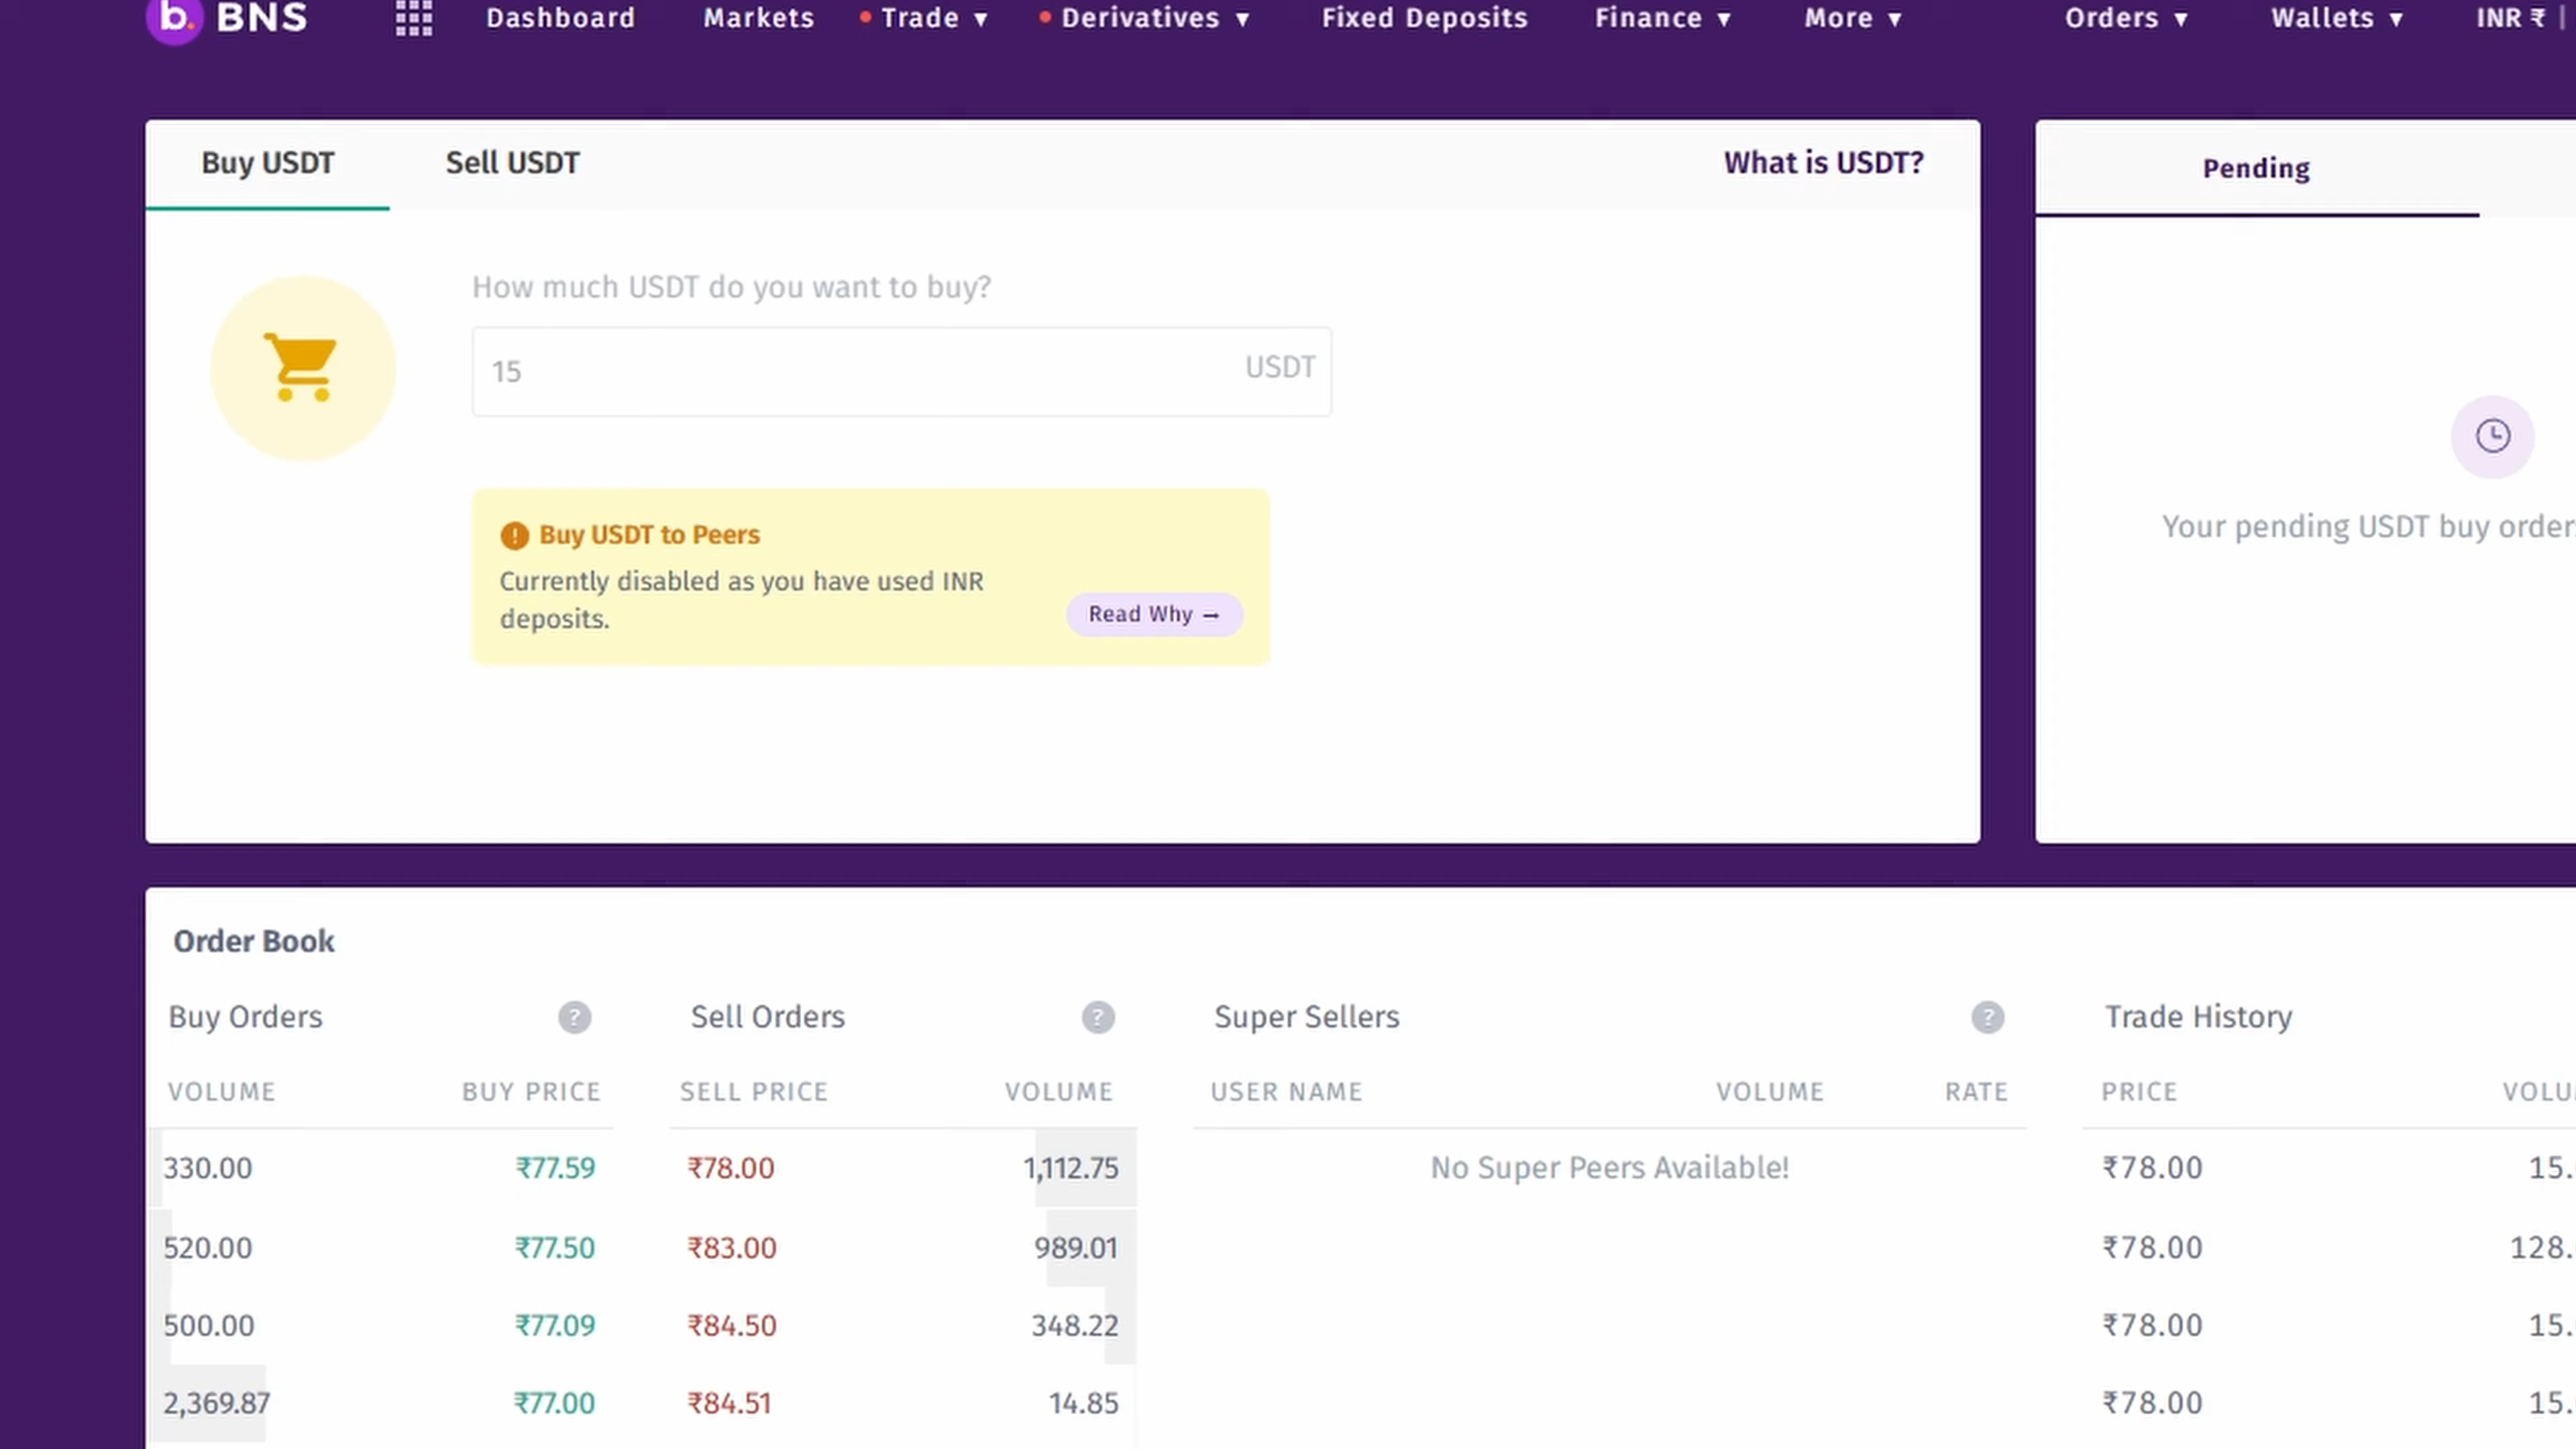 b. BNS Dashboard Markets Trade ▼ Derivatives ▼ Fixed Deposits Finance ▼ More ▼ Orders ▼ Wallets ▼ INR ₹ |
Buy USDT Sell USDT What is USDT?
Pending
How much USDT do you want to buy?
15 USDT
! Buy USDT to Peers
Currently disabled as you have used INR
deposits.
Read Why →
Your pending USDT buy order
Order Book
Buy Orders ? Sell Orders ? Super Sellers ? Trade History
VOLUME BUY PRICE SELL PRICE VOLUME USER NAME VOLUME RATE PRICE VOLU
330.00 ₹77.59 ₹78.00 1,112.75 No Super Peers Available! ₹78.00 15.
520.00 ₹77.50 ₹83.00 989.01 ₹78.00 128.
500.00 ₹77.09 ₹84.50 348.22 ₹78.00 15.
2,369.87 ₹77.00 ₹84.51 14.85 ₹78.00 15.